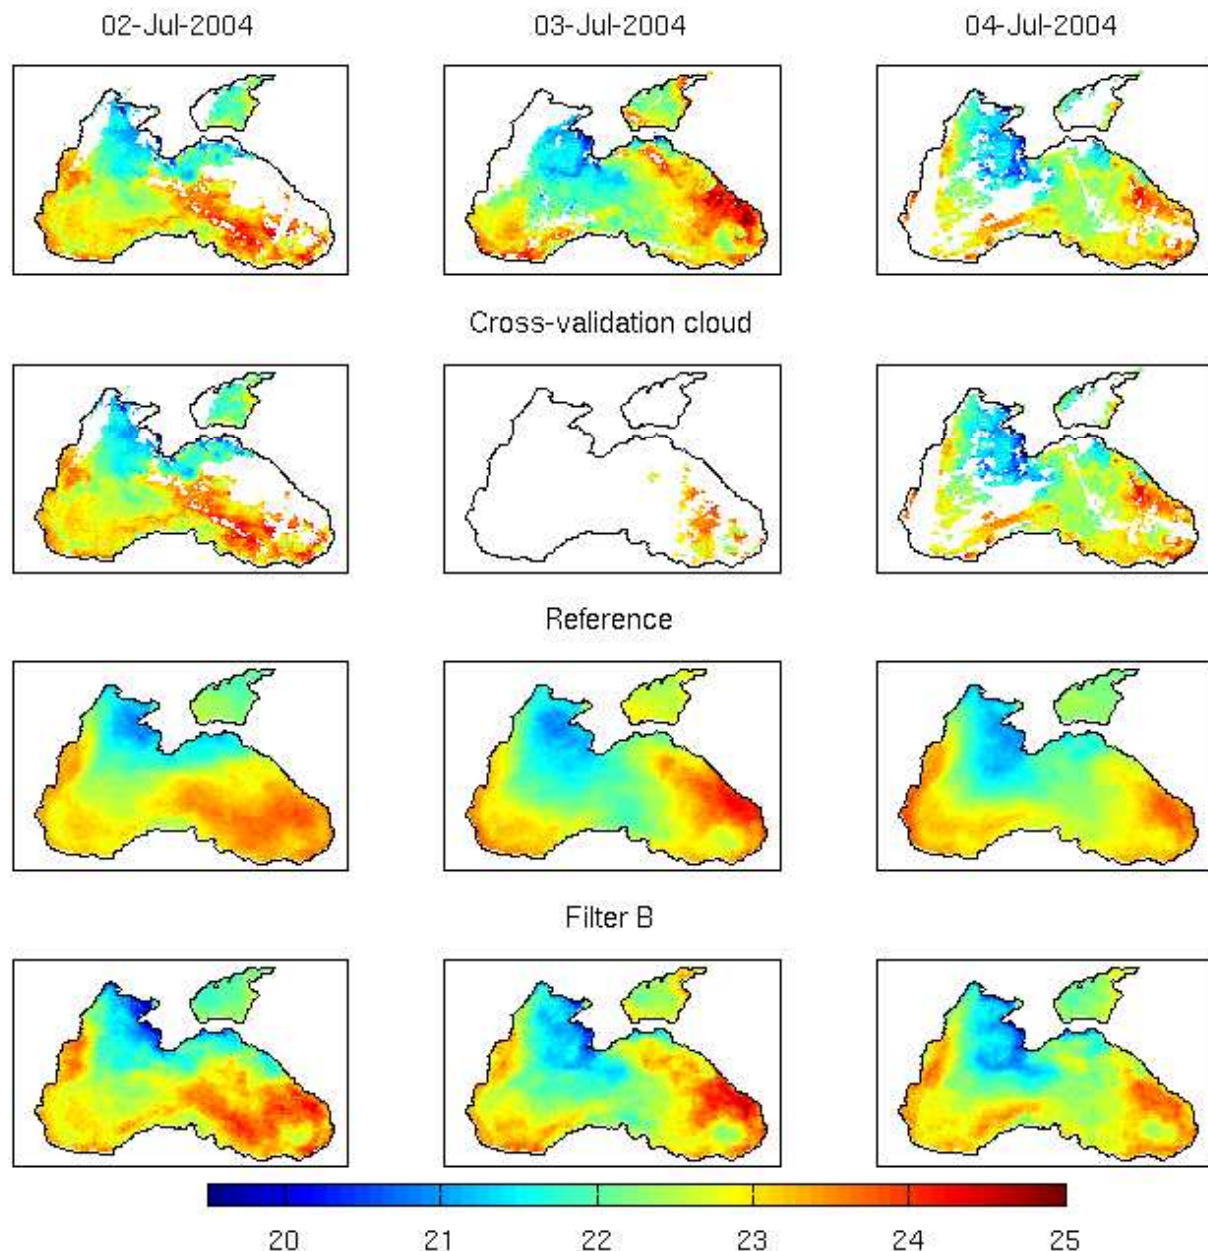 02-Jul-2004 03-Jul-2004 04-Jul-2004
Cross-validation cloud
Reference
Filter B
20 21 22 23 24 25